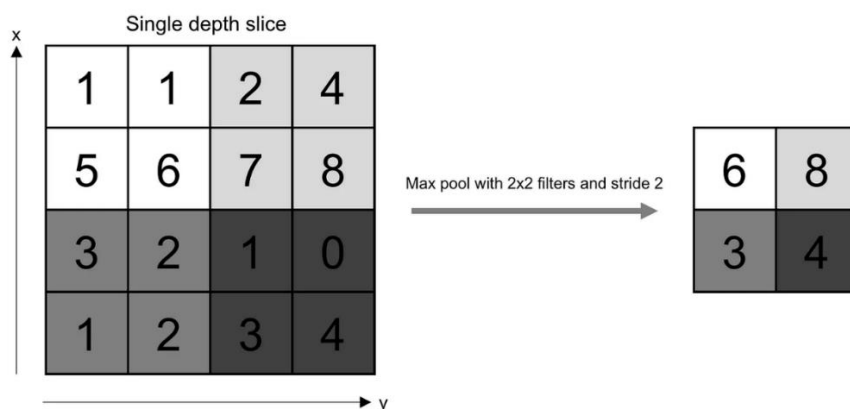 Single depth slice
x
1 1 2 4
5 6 7 8
3 2 1 0
1 2 3 4
y
Max pool with 2x2 filters and stride 2
6 8
3 4